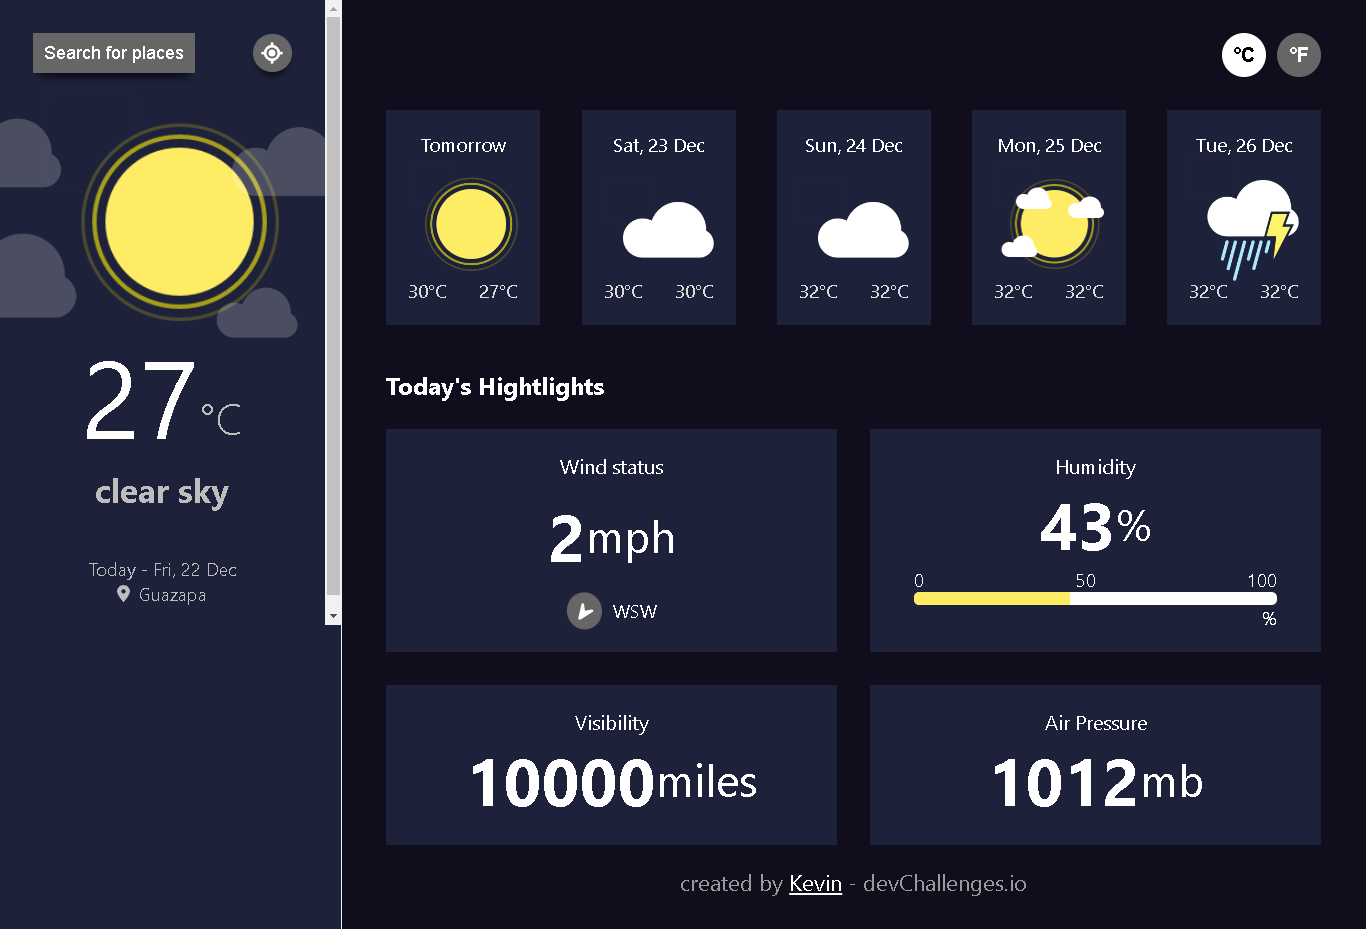 Search for places
27 °C
clear sky
Today - Fri, 22 Dec
Guazapa
°C °F
Tomorrow
30°C 27°C
Sat, 23 Dec
30°C 30°C
Sun, 24 Dec
32°C 32°C
Mon, 25 Dec
32°C 32°C
Tue, 26 Dec
32°C 32°C
Today's Hightlights
Wind status
2mph
WSW
Humidity
43%
0 50 100
%
Visibility
10000miles
Air Pressure
1012mb
created by Kevin - devChallenges.io